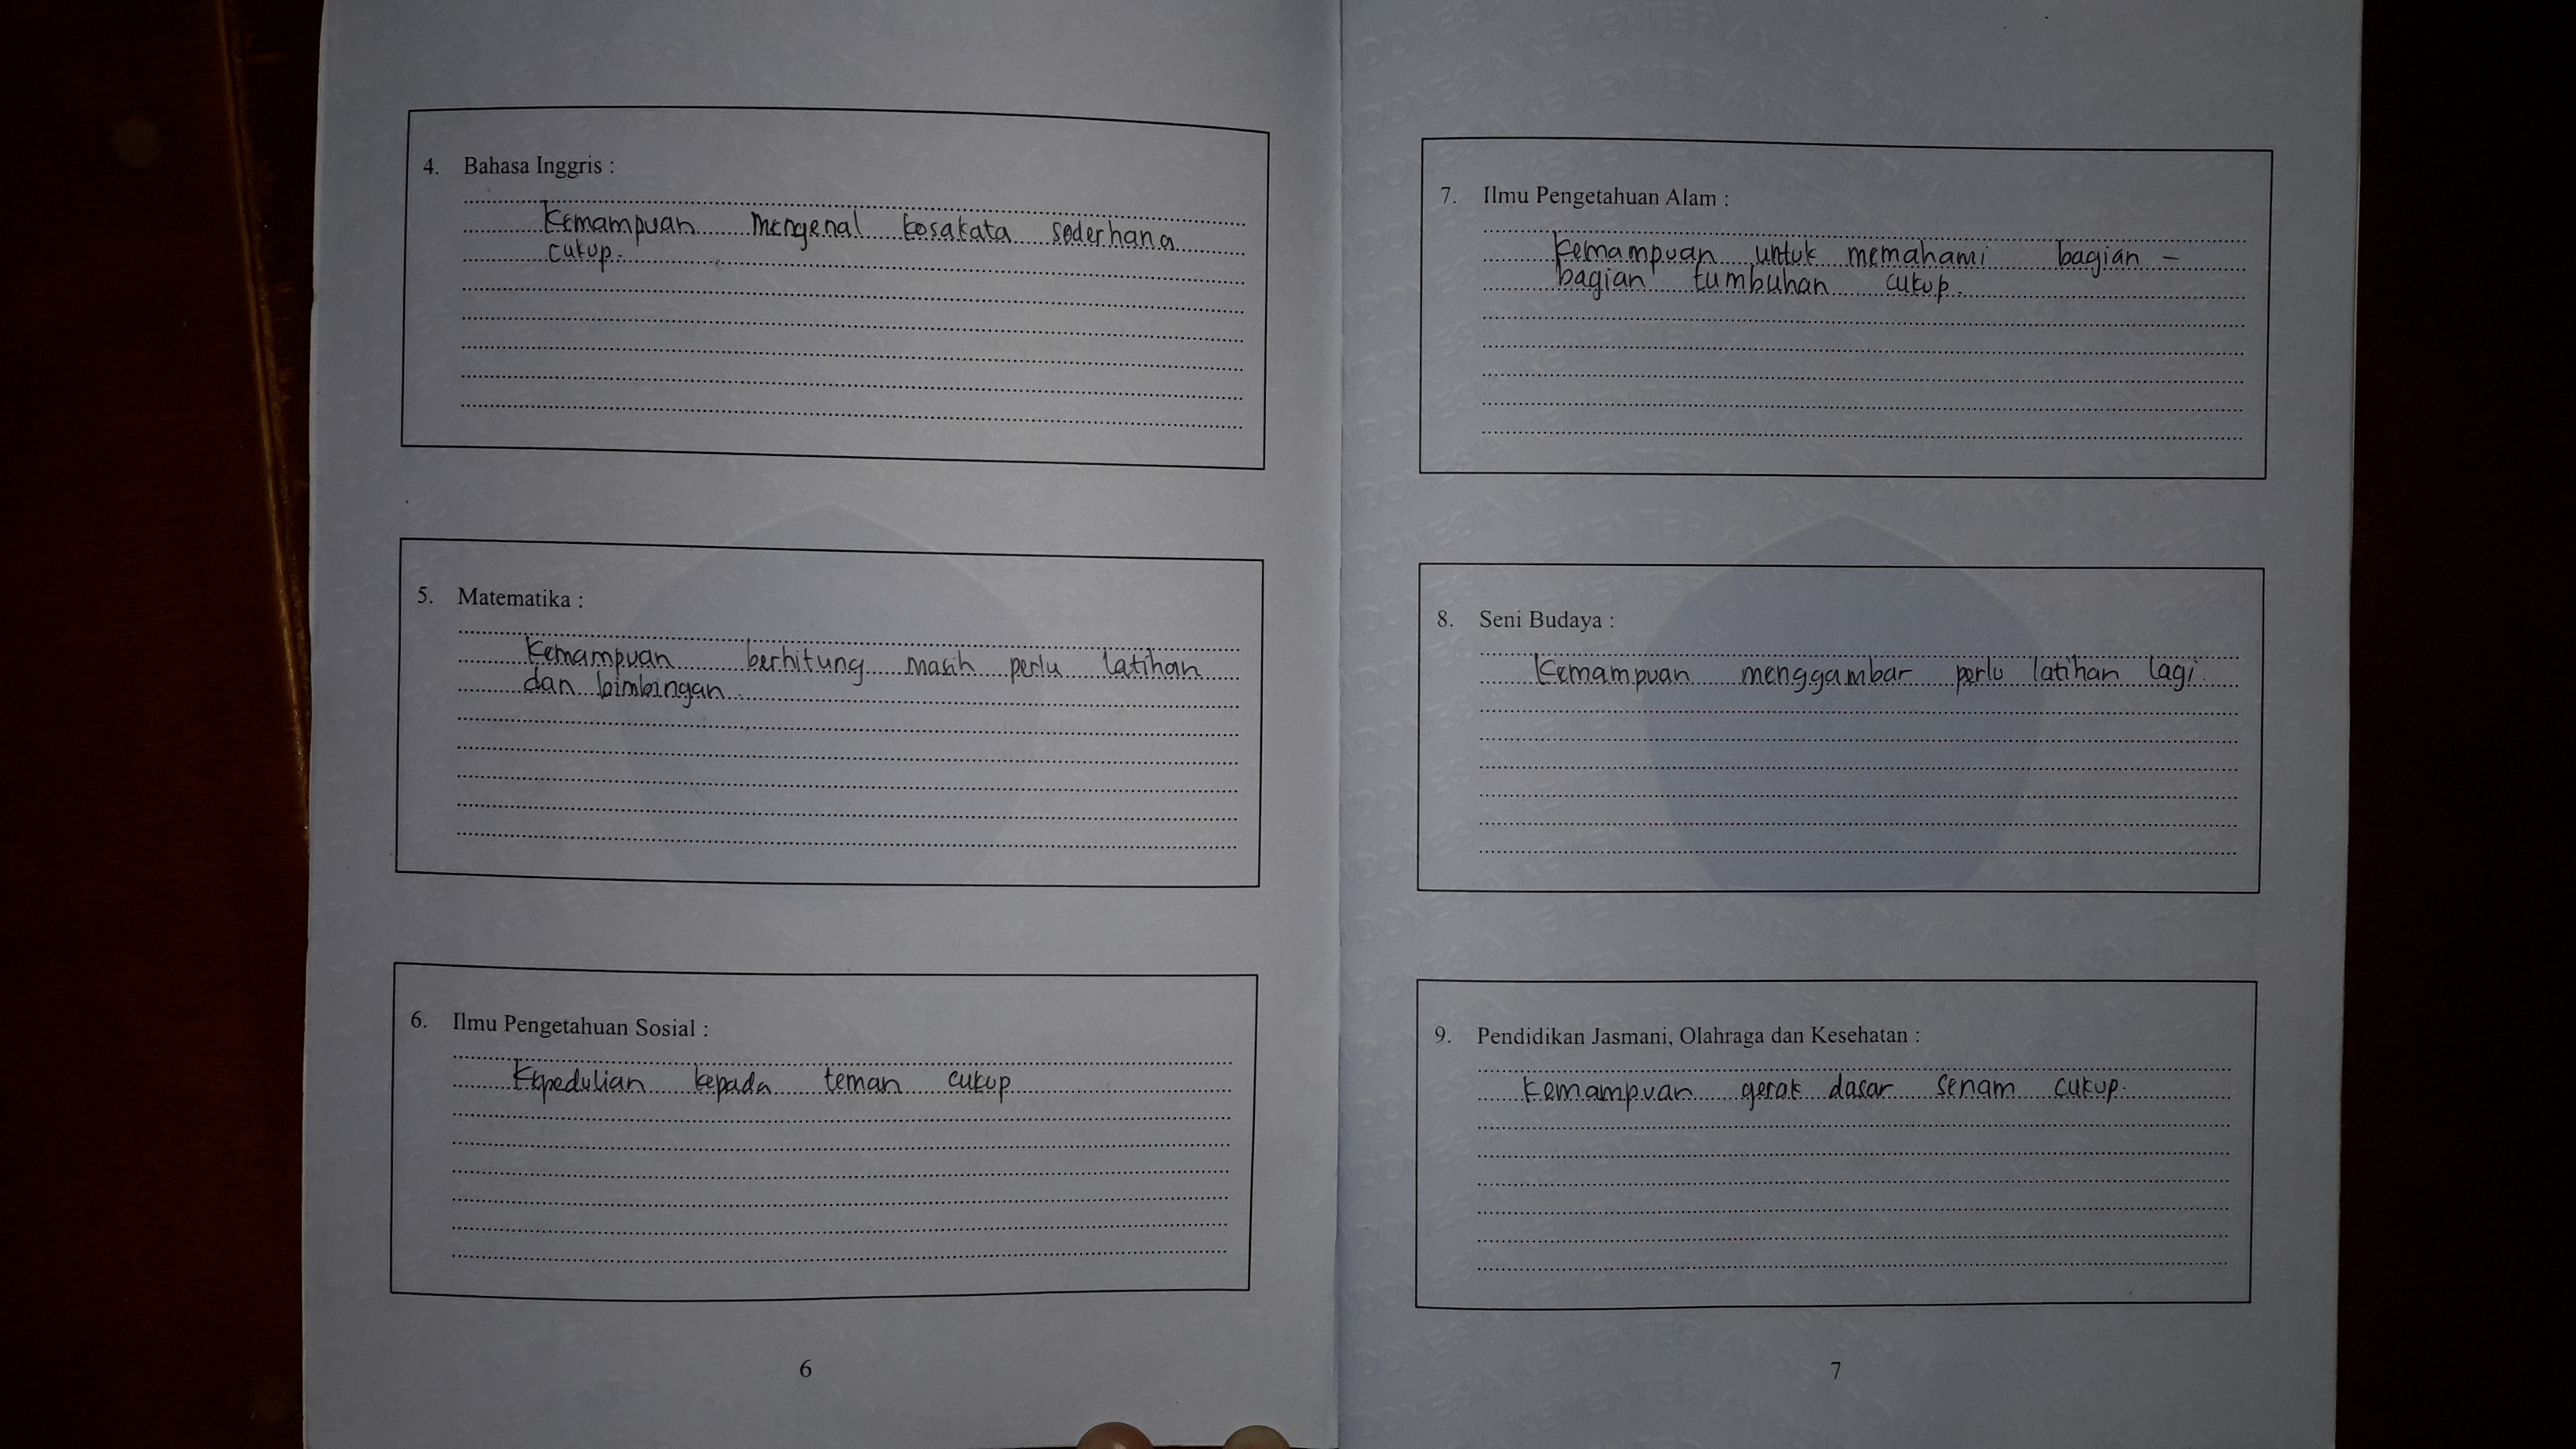 4. Bahasa Inggris :
Kemampuan mengenal kosakata sederhana
cukup.
5. Matematika :
Kemampuan berhitung masih perlu latihan
dan bimbingan.
6. Ilmu Pengetahuan Sosial :
Kepedulian kepada teman cukup
6
7. Ilmu Pengetahuan Alam :
Kemampuan untuk memahami bagian -
bagian tumbuhan cukup.
8. Seni Budaya :
Kemampuan menggambar perlu latihan lagi.
9. Pendidikan Jasmani, Olahraga dan Kesehatan :
Kemampuan gerak dasar senam cukup.
7